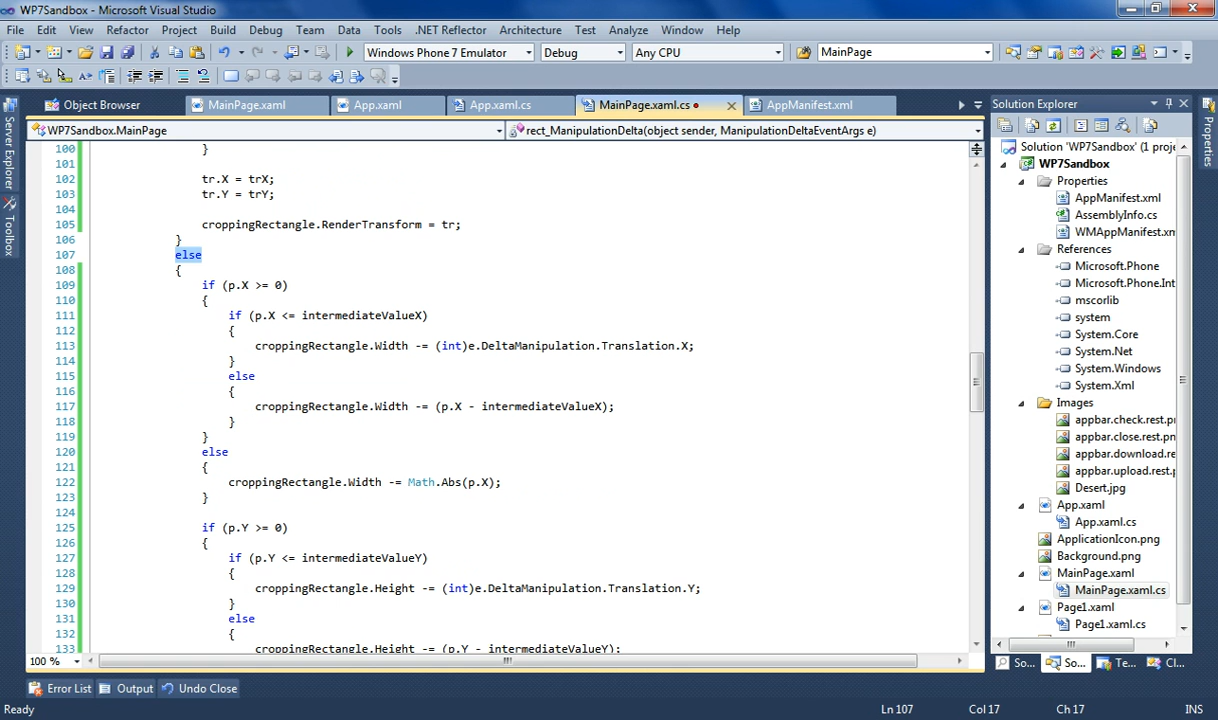 WP7Sandbox - Microsoft Visual Studio
File Edit View Refactor Project Build Debug Team Data Tools .NET Reflector Architecture Test Analyze Window Help
Windows Phone 7 Emulator Debug Any CPU MainPage
Object Browser MainPage.xaml App.xaml App.xaml.cs MainPage.xaml.cs AppManifest.xml
WP7Sandbox.MainPage rect_ManipulationDelta(object sender, ManipulationDeltaEventArgs e)
Server Explorer
Toolbox
100 }
101
102 tr.X = trX;
103 tr.Y = trY;
104
105 croppingRectangle.RenderTransform = tr;
106 }
107 else
108 {
109 if (p.X >= 0)
110 {
111 if (p.X <= intermediateValueX)
112 {
113 croppingRectangle.Width -= (int)e.DeltaManipulation.Translation.X;
114 }
115 else
116 {
117 croppingRectangle.Width -= (p.X - intermediateValueX);
118 }
119 }
120 else
121 {
122 croppingRectangle.Width -= Math.Abs(p.X);
123 }
124
125 if (p.Y >= 0)
126 {
127 if (p.Y <= intermediateValueY)
128 {
129 croppingRectangle.Height -= (int)e.DeltaManipulation.Translation.Y;
130 }
131 else
132 {
133 croppingRectangle.Height -= (p.Y - intermediateValueY);
100 %
Solution Explorer
Solution 'WP7Sandbox' (1 proje
WP7Sandbox
Properties
AppManifest.xml
AssemblyInfo.cs
WMAppManifest.xm
References
Microsoft.Phone
Microsoft.Phone.Int
mscorlib
system
System.Core
System.Net
System.Windows
System.Xml
Images
appbar.check.rest.pr
appbar.close.rest.pn
appbar.download.re
appbar.upload.rest.p
Desert.jpg
App.xaml
App.xaml.cs
ApplicationIcon.png
Background.png
MainPage.xaml
MainPage.xaml.cs
Page1.xaml
Page1.xaml.cs
So... So... Te... Cl...
Properties
Error List Output Undo Close
Ready Ln 107 Col 17 Ch 17 INS